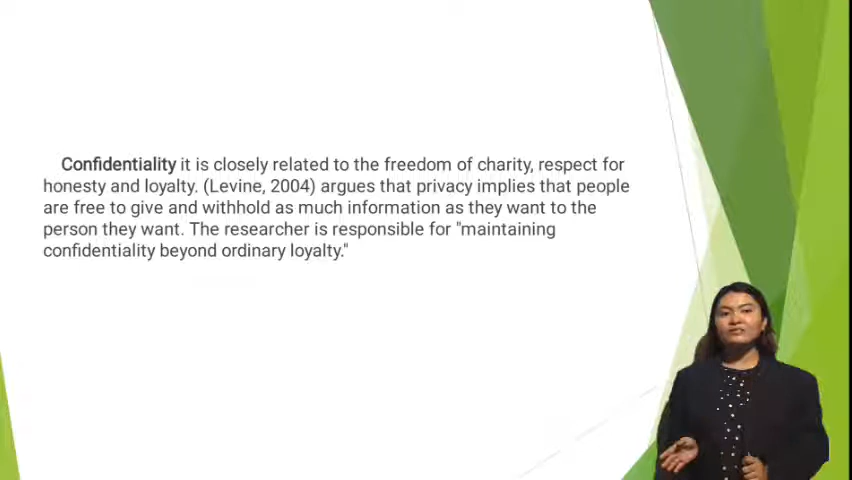 Confidentiality it is closely related to the freedom of charity, respect for
honesty and loyalty. (Levine, 2004) argues that privacy implies that people
are free to give and withhold as much information as they want to the
person they want. The researcher is responsible for "maintaining
confidentiality beyond ordinary loyalty."